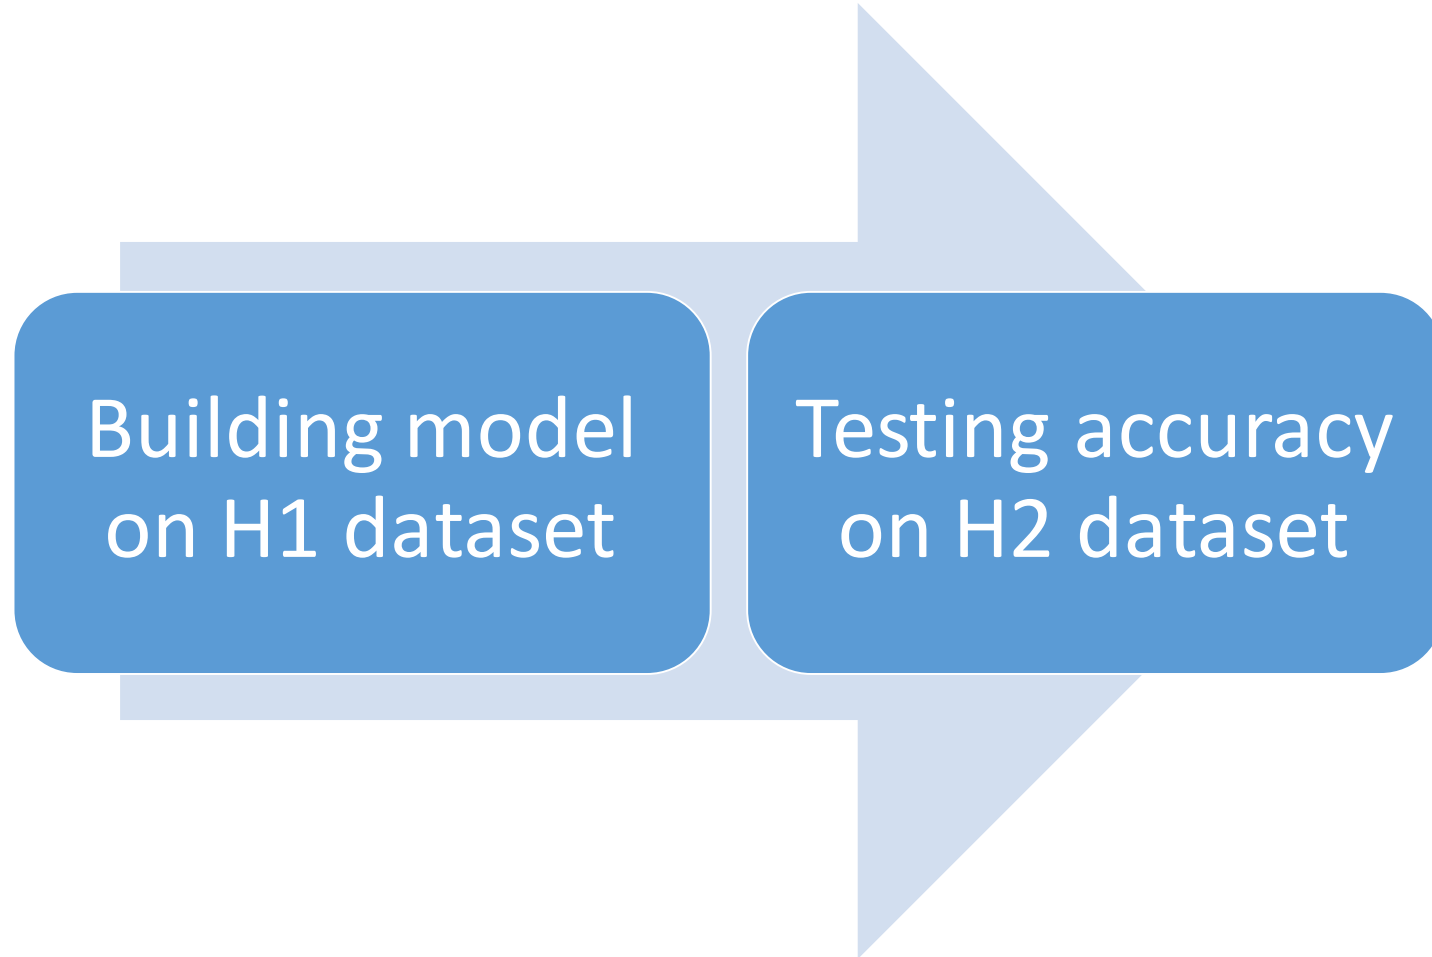 Building model
on H1 dataset
Testing accuracy
on H2 dataset